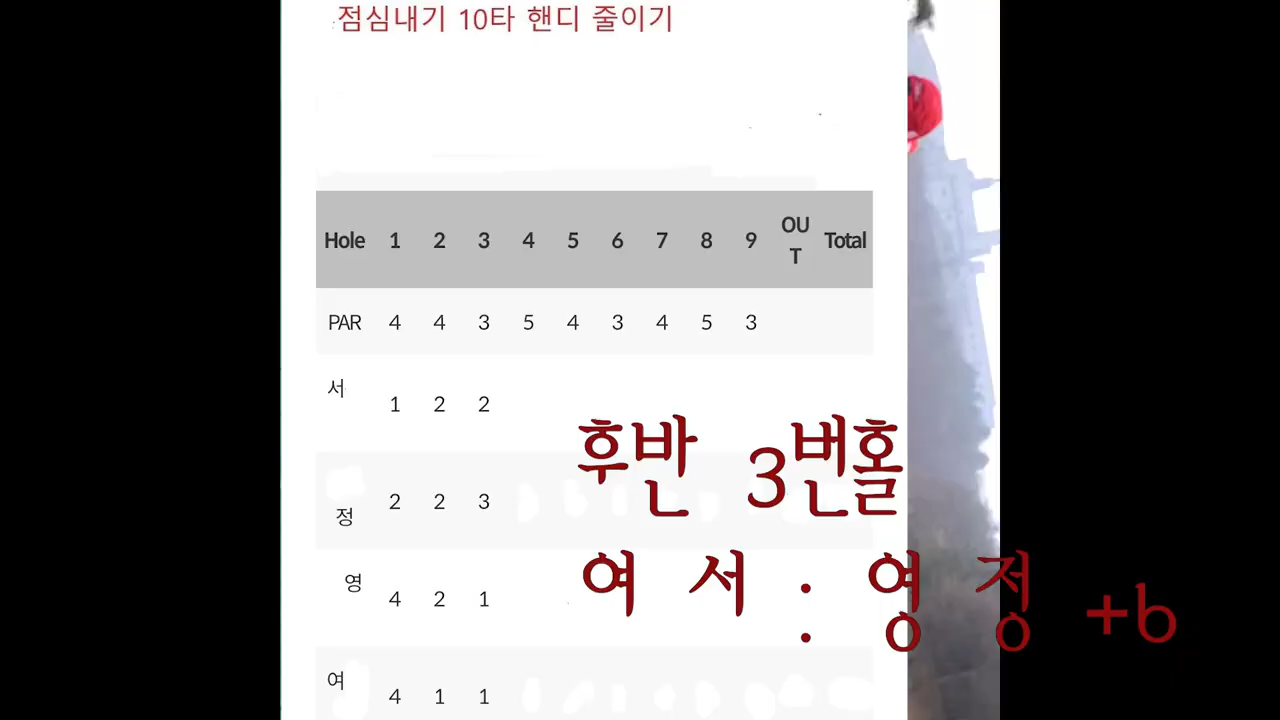 점심내기 10타 핸디 줄이기
Hole 1 2 3 4 5 6 7 8 9 OUT Total
PAR 4 4 3 5 4 3 4 5 3
서 1 2 2
정 2 2 3
영 4 2 1
여 4 1 1
후반 3번홀
여 서 : 영 정 +b